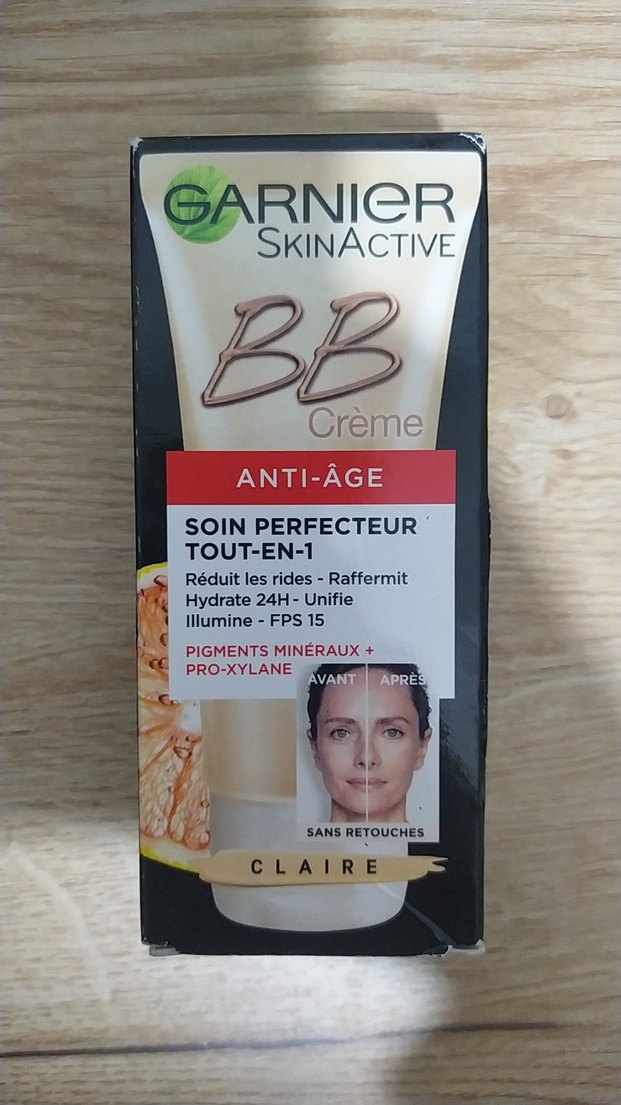 GARNIER
SKINACTIVE
BB
Crème
ANTI-ÂGE
SOIN PERFECTEUR
TOUT-EN-1
Réduit les rides - Raffermit
Hydrate 24H - Unifie
Illumine - FPS 15
PIGMENTS MINÉRAUX +
PRO-XYLANE
AVANT APRÈS
SANS RETOUCHES
CLAIRE